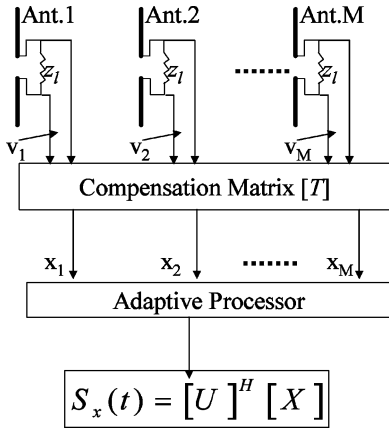 Ant.1 Ant.2 Ant.M
z_l z_l z_l
v_1 v_2 v_M
Compensation Matrix [T]
x_1 x_2 x_M
Adaptive Processor
S_x(t) = [U]^H [X]